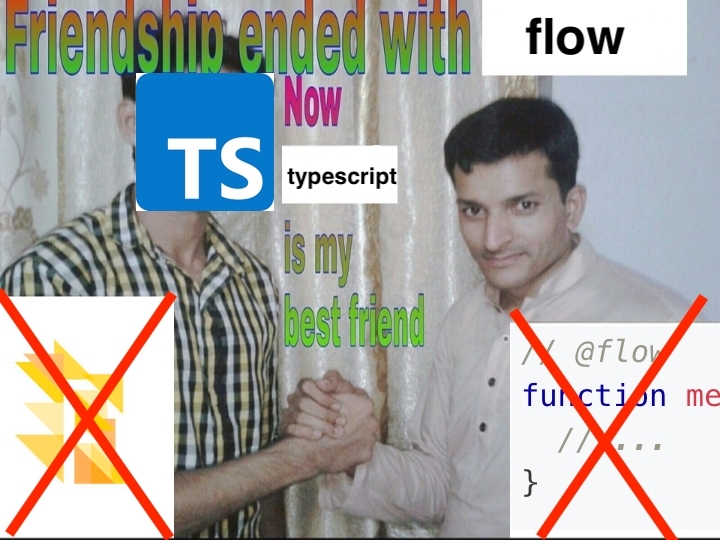 Friendship ended with flow
Now
TS
typescript
is my
best friend
// @flow
function me
// ...
}